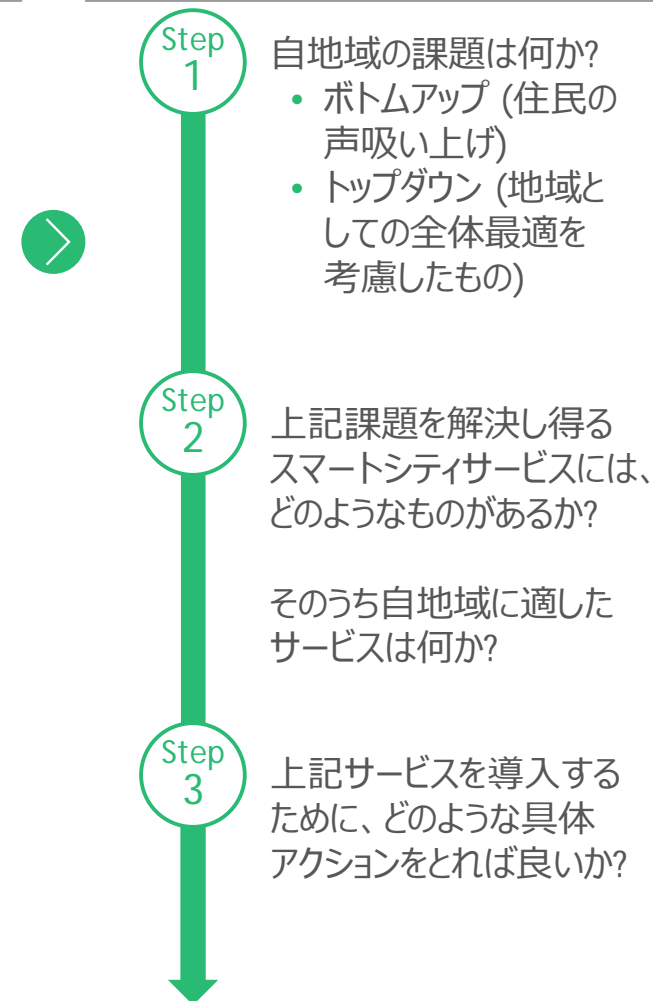 Step
1
自地域の課題は何か?
• ボトムアップ (住民の
声吸い上げ)
• トップダウン (地域と
しての全体最適を
考慮したもの)
Step
2
上記課題を解決し得る
スマートシティサービスには、
どのようなものがあるか?
そのうち自地域に適した
サービスは何か?
Step
3
上記サービスを導入する
ために、どのような具体
アクションをとれば良いか?